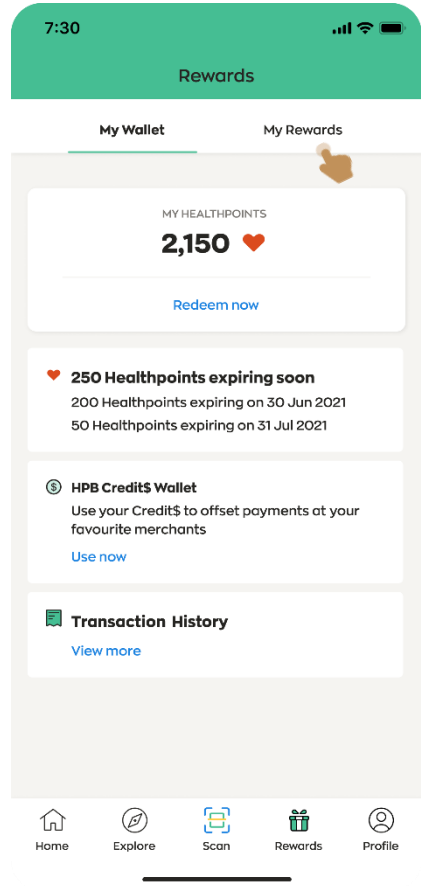 7:30
Rewards
My Wallet
My Rewards
MY HEALTHPOINTS
2,150
Redeem now
250 Healthpoints expiring soon
200 Healthpoints expiring on 30 Jun 2021
50 Healthpoints expiring on 31 Jul 2021
HPB Credit$ Wallet
Use your Credit$ to offset payments at your
favourite merchants
Use now
Transaction History
View more
Home
Explore
Scan
Rewards
Profile